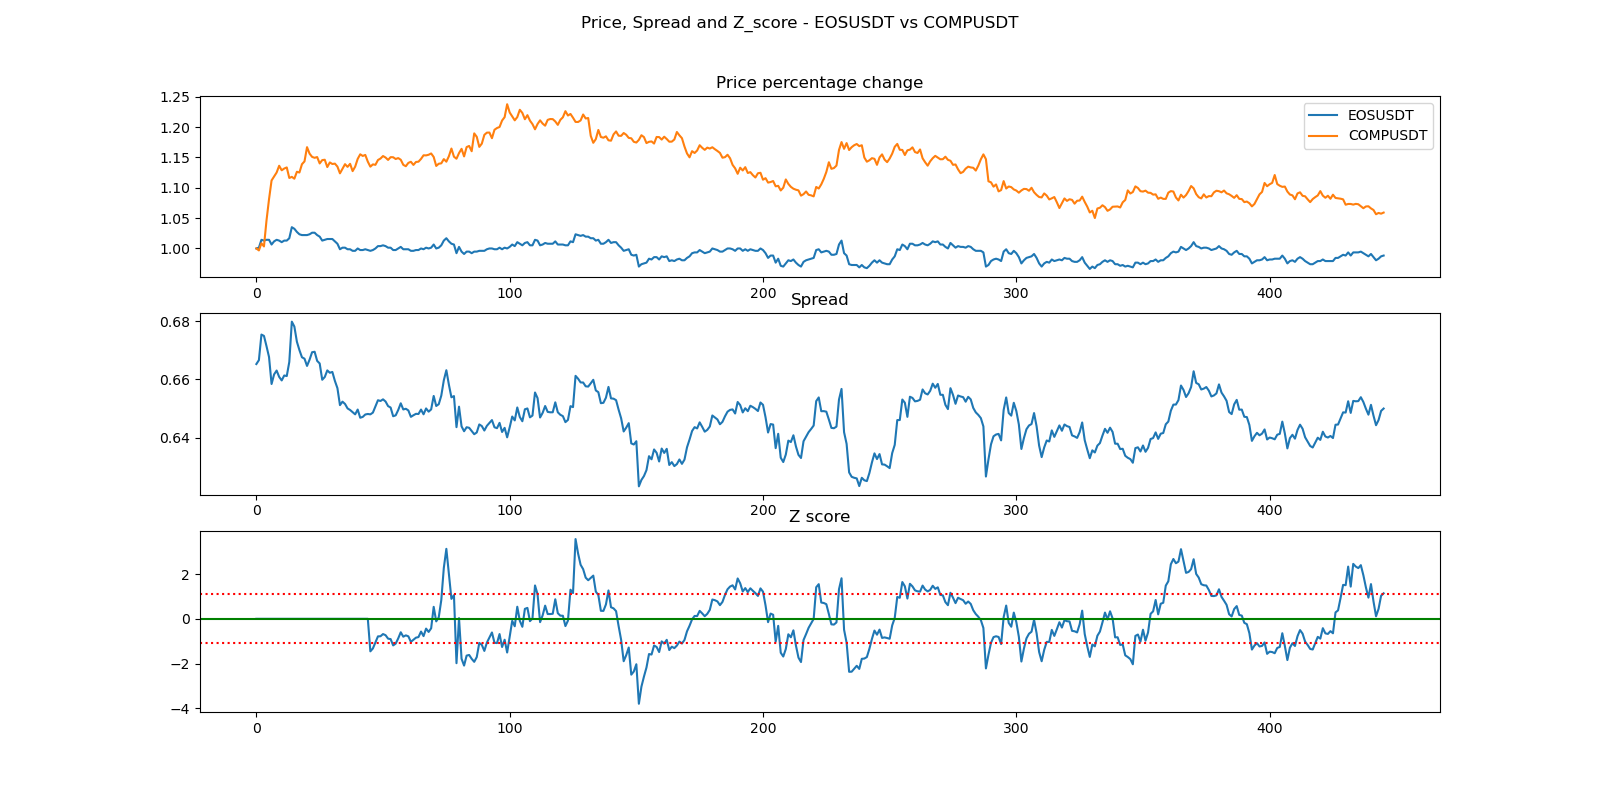 Price, Spread and Z_score - EOSUSDT vs COMPUSDT
Price percentage change
1.25
1.20
1.15
1.10
1.05
1.00
EOSUSDT
COMPUSDT
0 100 200 300 400
Spread
0.68
0.66
0.64
0 100 200 300 400
Z score
2
0
−2
−4
0 100 200 300 400